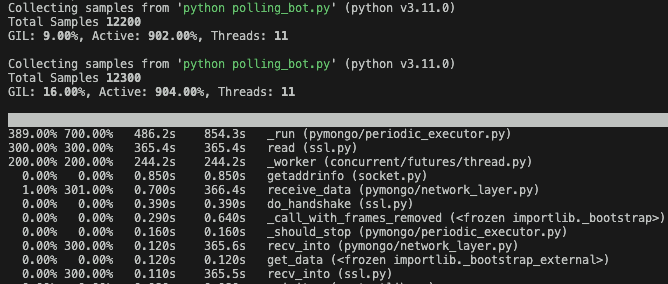 Collecting samples from 'python polling_bot.py' (python v3.11.0)
Total Samples 12200
GIL: 9.00%, Active: 902.00%, Threads: 11
Collecting samples from 'python polling_bot.py' (python v3.11.0)
Total Samples 12300
GIL: 16.00%, Active: 904.00%, Threads: 11
389.00% 700.00% 486.2s 854.3s _run (pymongo/periodic_executor.py)
300.00% 300.00% 365.4s 365.4s read (ssl.py)
200.00% 200.00% 244.2s 244.2s _worker (concurrent/futures/thread.py)
0.00% 0.00% 0.850s 0.850s getaddrinfo (socket.py)
1.00% 301.00% 0.700s 366.4s receive_data (pymongo/network_layer.py)
0.00% 0.00% 0.390s 0.390s do_handshake (ssl.py)
0.00% 0.00% 0.290s 0.640s _call_with_frames_removed (<frozen importlib._bootstrap>)
0.00% 0.00% 0.160s 0.160s _should_stop (pymongo/periodic_executor.py)
0.00% 300.00% 0.120s 365.6s recv_into (pymongo/network_layer.py)
0.00% 0.00% 0.120s 0.120s get_data (<frozen importlib._bootstrap_external>)
0.00% 300.00% 0.110s 365.5s recv_into (ssl.py)